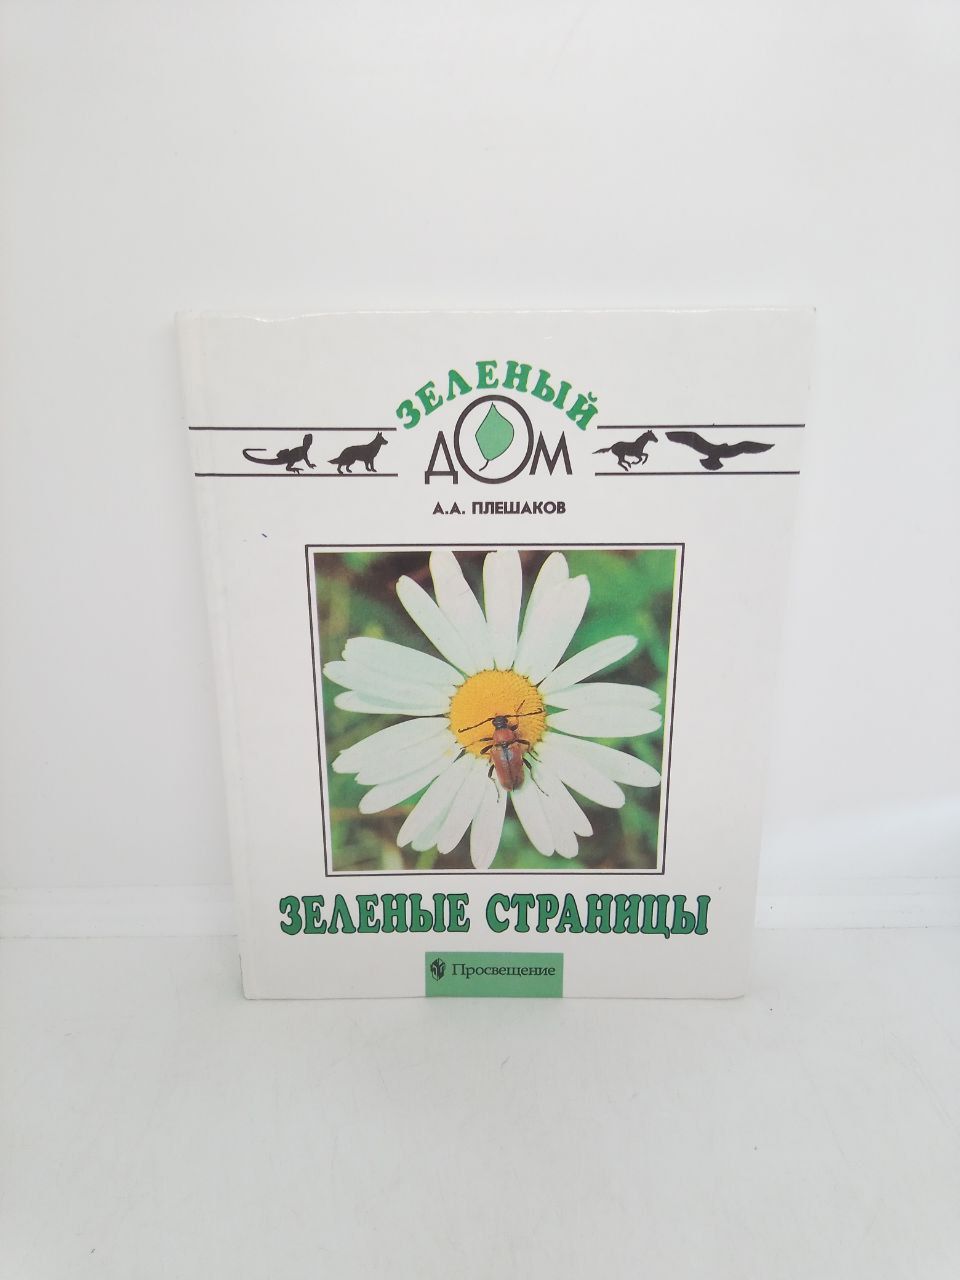 ЗЕЛЕНЫЙ
ДОМ
А.А. ПЛЕШАКОВ
ЗЕЛЕНЫЕ СТРАНИЦЫ
Просвещение